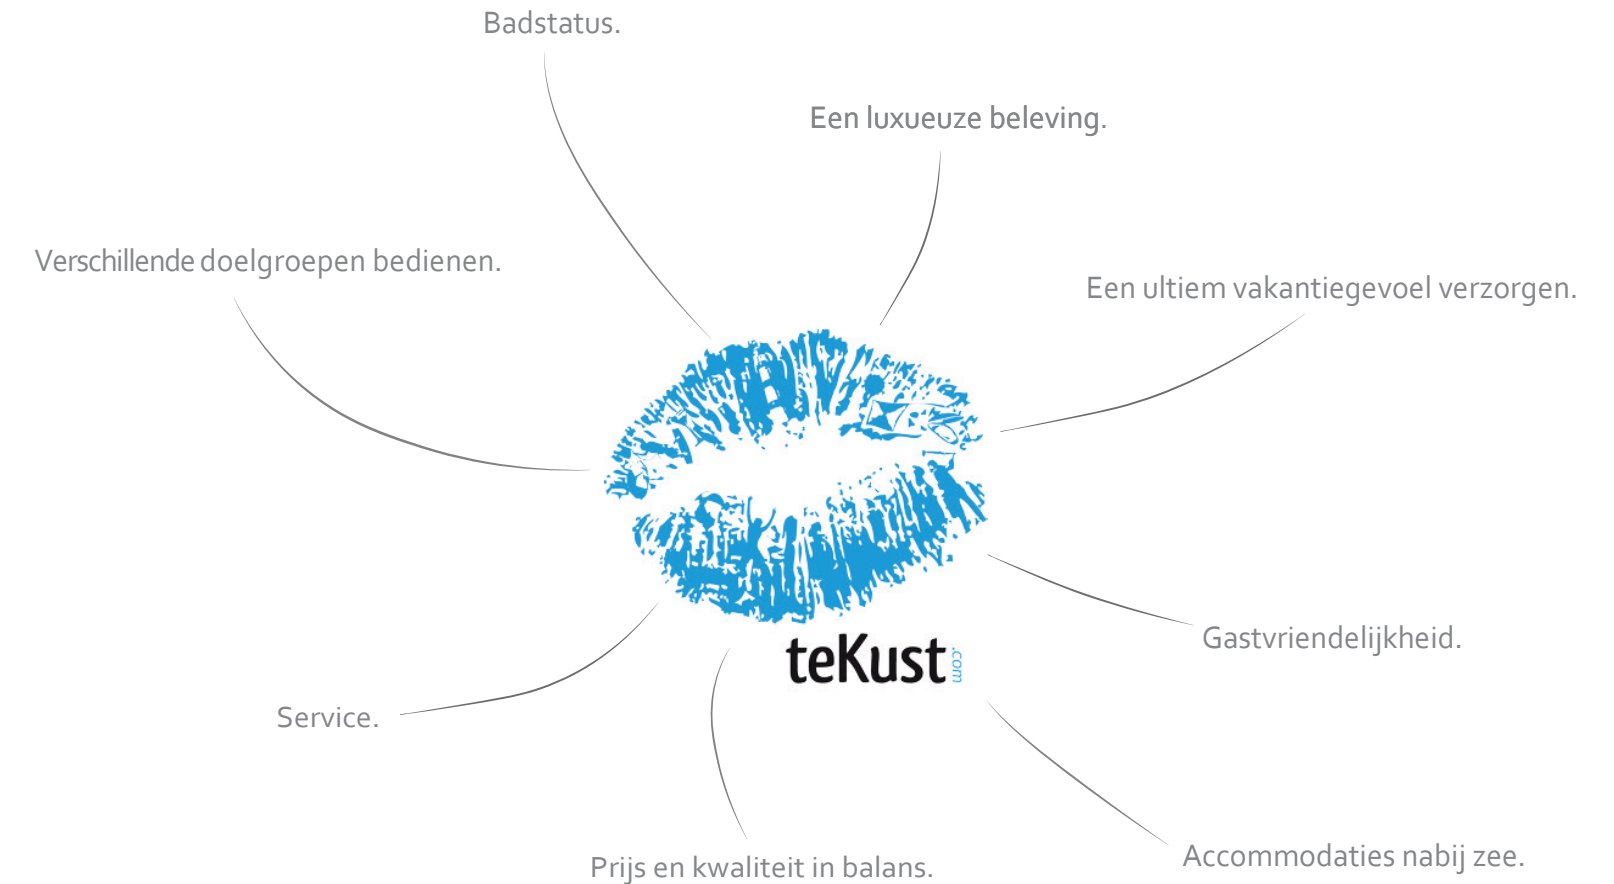 Badstatus.
Een luxueuze beleving.
Verschillende doelgroepen bedienen.
Een ultiem vakantiegevoel verzorgen.
teKust.com
Gastvriendelijkheid.
Service.
Prijs en kwaliteit in balans.
Accommodaties nabij zee.